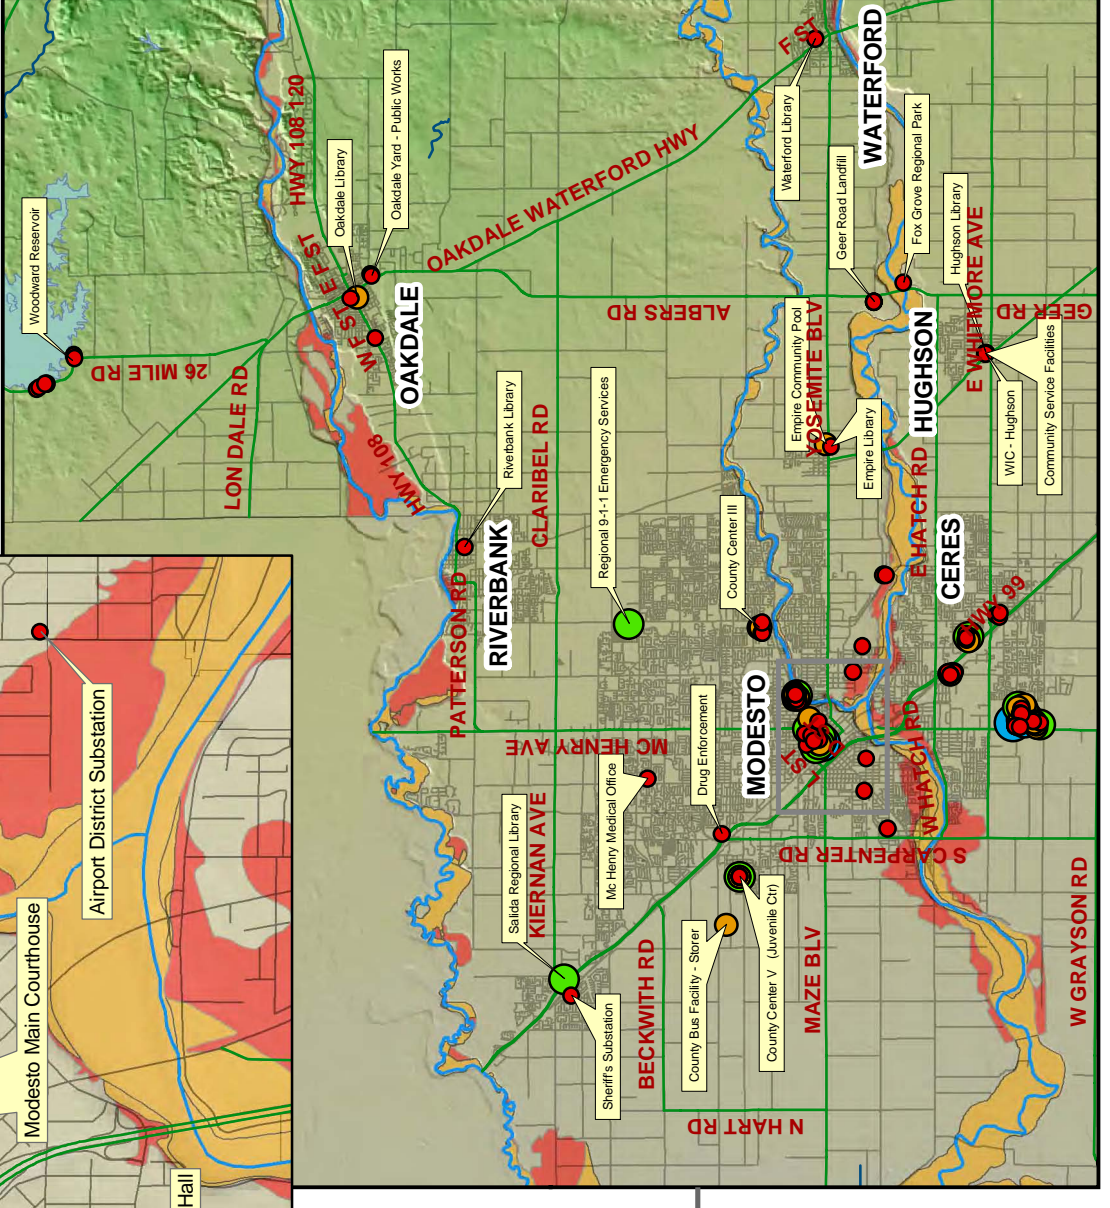 Woodward Reservoir
26 MILE RD
LON DALE RD
HWY 108 120
Oakdale Library
Oakdale Yard - Public Works
E F ST
W F ST
OAKDALE
HWY 108
OAKDALE WATERFORD HWY
ALBERS RD
F ST
Waterford Library
WATERFORD
Geer Road Landfill
Fox Grove Regional Park
Hughson Library
E WHITMORE AVE
GEER RD
Empire Community Pool
YOSEMITE BLV
Empire Library
HUGHSON
WIC - Hughson
Community Service Facilities
Riverbank Library
CLARIBEL RD
RIVERBANK
PATTERSON RD
Regional 9-1-1 Emergency Services
County Center III
E HATCH RD
CERES
HWY 99
MODESTO
L ST
MC HENRY AVE
Mc Henry Medical Office
Drug Enforcement
W HATCH RD
S CARPENTER RD
Salida Regional Library
KIERNAN AVE
Sheriff's Substation
BECKWITH RD
County Bus Facility - Storer
County Center V (Juvenile Ctr)
MAZE BLV
N HART RD
W GRAYSON RD
Airport District Substation
Modesto Main Courthouse
Hall